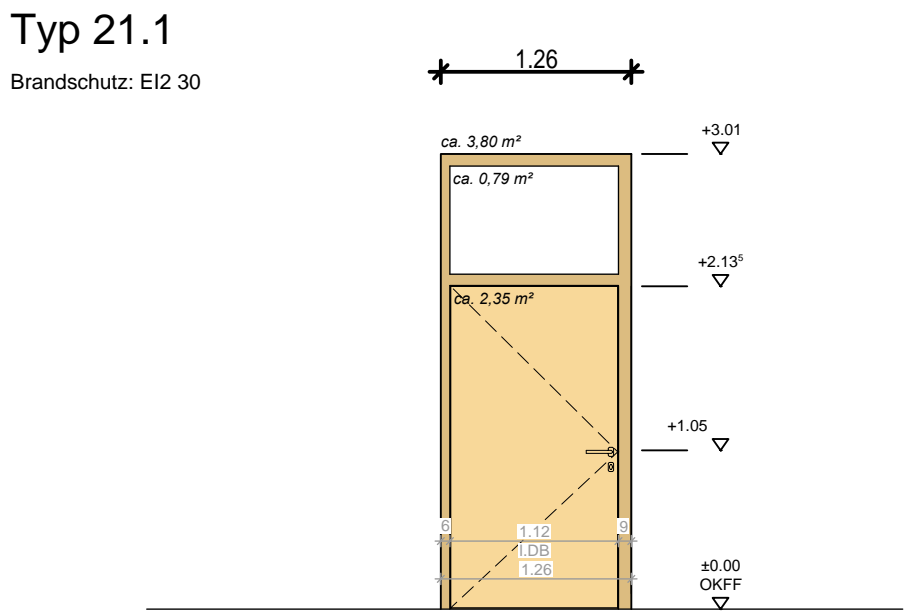 Typ 21.1
Brandschutz: EI2 30
1.26
+3.01
ca. 3,80 m²
ca. 0,79 m²
+2.13⁵
ca. 2,35 m²
+1.05
6
1.12
9
l.DB
1.26
±0.00
OKFF